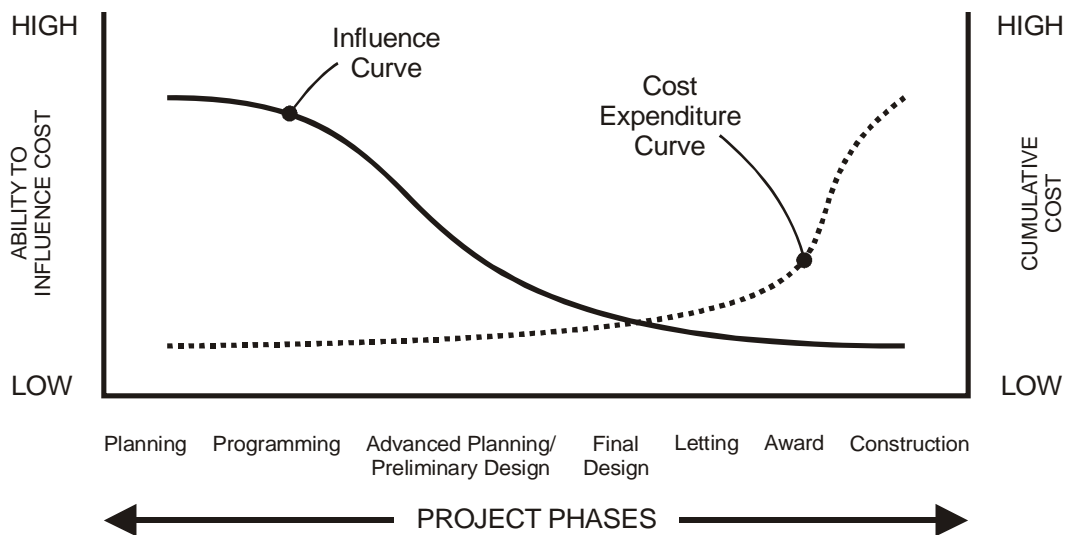 HIGH
HIGH
Influence
Curve
Cost
Expenditure
Curve
ABILITY TO
INFLUENCE COST
CUMULATIVE
COST
LOW
LOW
Planning
Programming
Advanced Planning/
Preliminary Design
Final
Design
Letting
Award
Construction
PROJECT PHASES